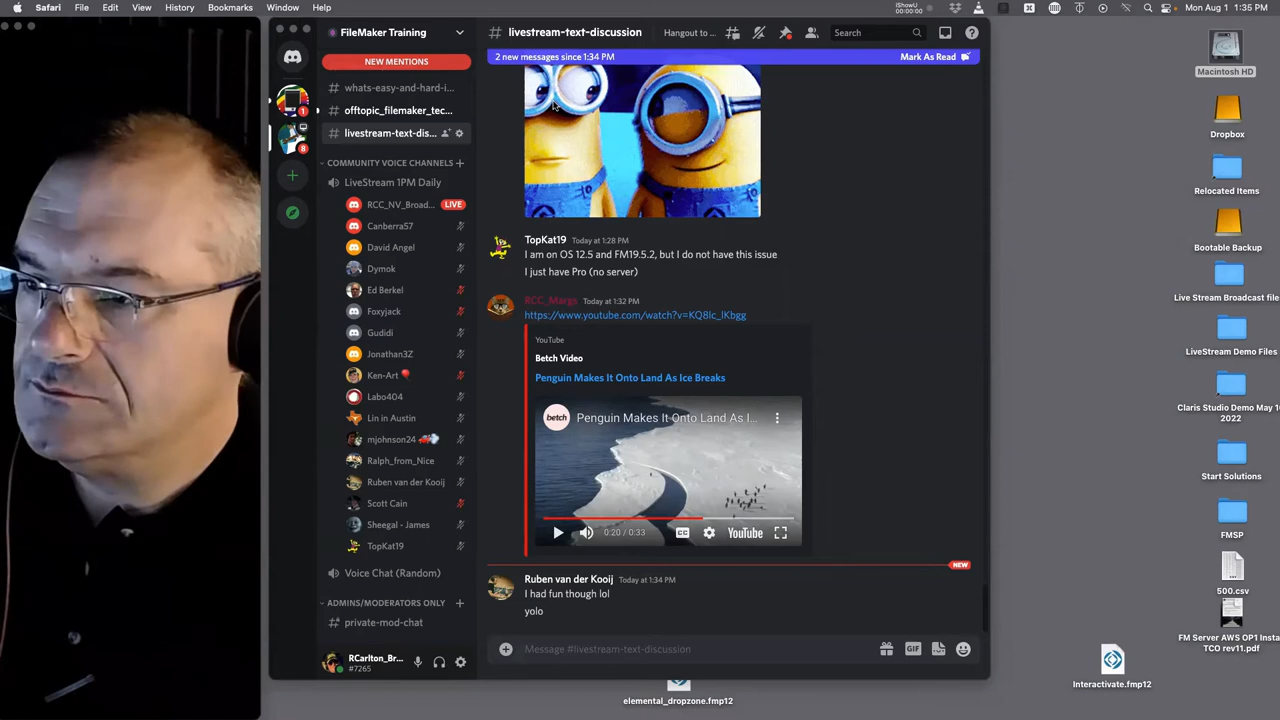 Safari File Edit View History Bookmarks Window Help
iShowU
00:00:00
Mon Aug 1 1:35 PM
FileMaker Training
livestream-text-discussion
Hangout to ...
Search
NEW MENTIONS
2 new messages since 1:34 PM
Mark As Read
whats-easy-and-hard-i...
offtopic_filemaker_tec...
livestream-text-dis...
COMMUNITY VOICE CHANNELS
LiveStream 1PM Daily
RCC_NV_Broad... LIVE
Canberra57
David Angel
Dymok
Ed Berkel
Foxyjack
Gudidi
Jonathan3Z
Ken-Art
Labo404
Lin in Austin
mjohnson24
Ralph_from_Nice
Ruben van der Kooij
Scott Cain
Sheegal - James
TopKat19
Voice Chat (Random)
ADMINS/MODERATORS ONLY
private-mod-chat
RCarlton_Br...
#7265
1
8
TopKat19 Today at 1:28 PM
I am on OS 12.5 and FM19.5.2, but I do not have this issue
I just have Pro (no server)
RCC_Margs Today at 1:32 PM
https://www.youtube.com/watch?v=KQ8lc_lKbgg
YouTube
Betch Video
Penguin Makes It Onto Land As Ice Breaks
betch
Penguin Makes It Onto Land As I...
0:20 / 0:33
CC
YouTube
NEW
Ruben van der Kooij Today at 1:34 PM
I had fun though lol
yolo
Message #livestream-text-discussion
GIF
Macintosh HD
Dropbox
Relocated Items
Bootable Backup
Live Stream Broadcast file
LiveStream Demo Files
Claris Studio Demo May 1
2022
Start Solutions
FMSP
500.csv
FM Server AWS OP1 Insta
TCO rev11.pdf
Interactivate.fmp12
elemental_dropzone.fmp12